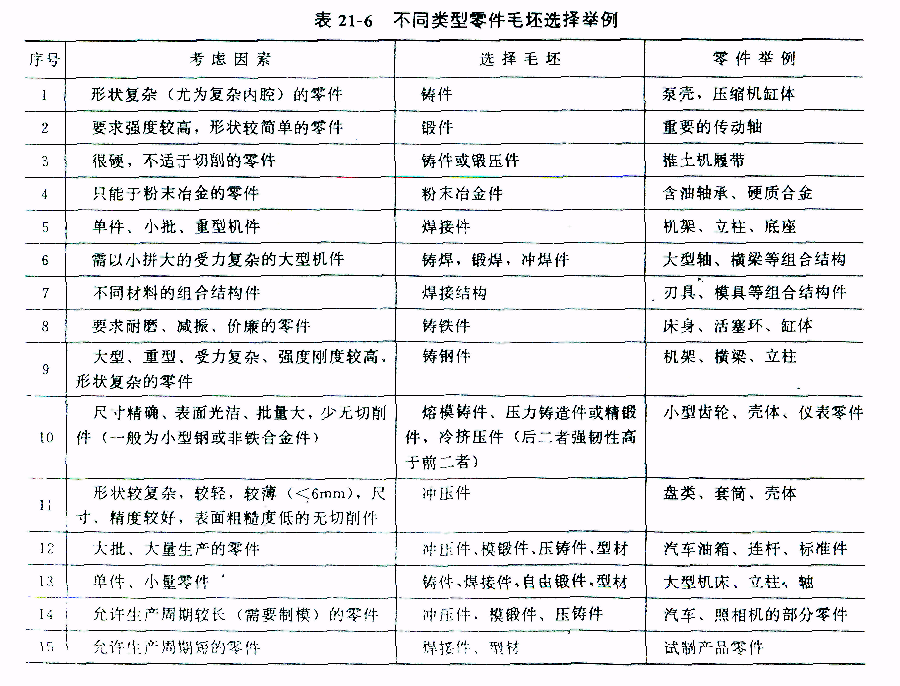 表 21-6 不同类型零件毛坯选择举例
序号 考虑因素 选择毛坯 零件举例
1 形状复杂（尤为复杂内腔）的零件 铸件 泵壳，压缩机缸体
2 要求强度较高，形状较简单的零件 锻件 重要的传动轴
3 很硬，不适于切削的零件 铸件或锻压件 推土机履带
4 只能于粉末冶金的零件 粉末冶金件 含油轴承、硬质合金
5 单件、小批、重型机件 焊接件 机架、立柱、底座
6 需以小拼大的受力复杂的大型机件 铸焊，锻焊，冲焊件 大型轴、横梁等组合结构
7 不同材料的组合结构件 焊接结构 刃具、模具等组合结构件
8 要求耐磨、减振、价廉的零件 铸铁件 床身、活塞环、缸体
9 大型、重型、受力复杂、强度刚度较高， 铸钢件 机架、横梁、立柱
形状复杂的零件
10 尺寸精确、表面光洁、批量大，少无切削 熔模铸件、压力铸造件或精锻 小型齿轮、壳体、仪表零件
件（一般为小型钢或非铁合金件） 件，冷挤压件（后二者强韧性高
于前二者）
11 形状较复杂，较轻，较薄（<6mm），尺 冲压件 盘类、套筒、壳体
寸、精度较好，表面粗糙度低的无切削件
12 大批、大量生产的零件 冲压件、模锻件、压铸件、型材 汽车油箱、连杆、标准件
13 单件、小量零件 铸件、焊接件、自由锻件、型材 大型机床、立柱、轴
14 允许生产周期较长（需要制模）的零件 冲压件，模锻件、压铸件 汽车、照相机的部分零件
15 允许生产周期短的零件 焊接件、型材 试制产品零件